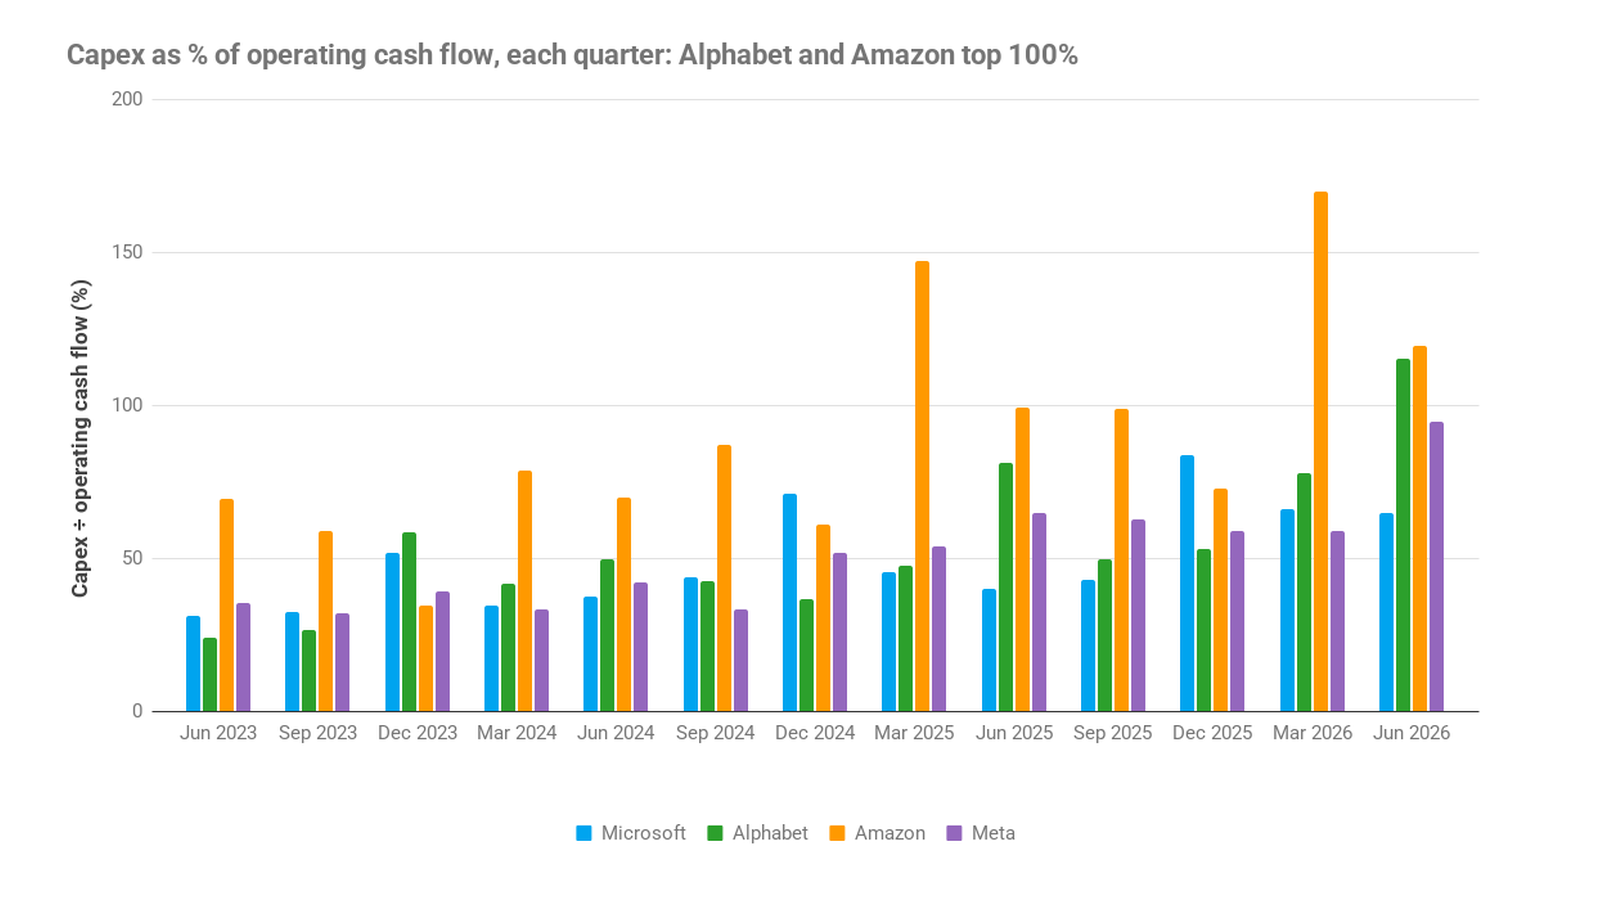 Capex as % of operating cash flow, each quarter: Alphabet and Amazon top 100%
200
150
100
50
0
Capex ÷ operating cash flow (%)
Jun 2023 Sep 2023 Dec 2023 Mar 2024 Jun 2024 Sep 2024 Dec 2024 Mar 2025 Jun 2025 Sep 2025 Dec 2025 Mar 2026 Jun 2026
Microsoft Alphabet Amazon Meta